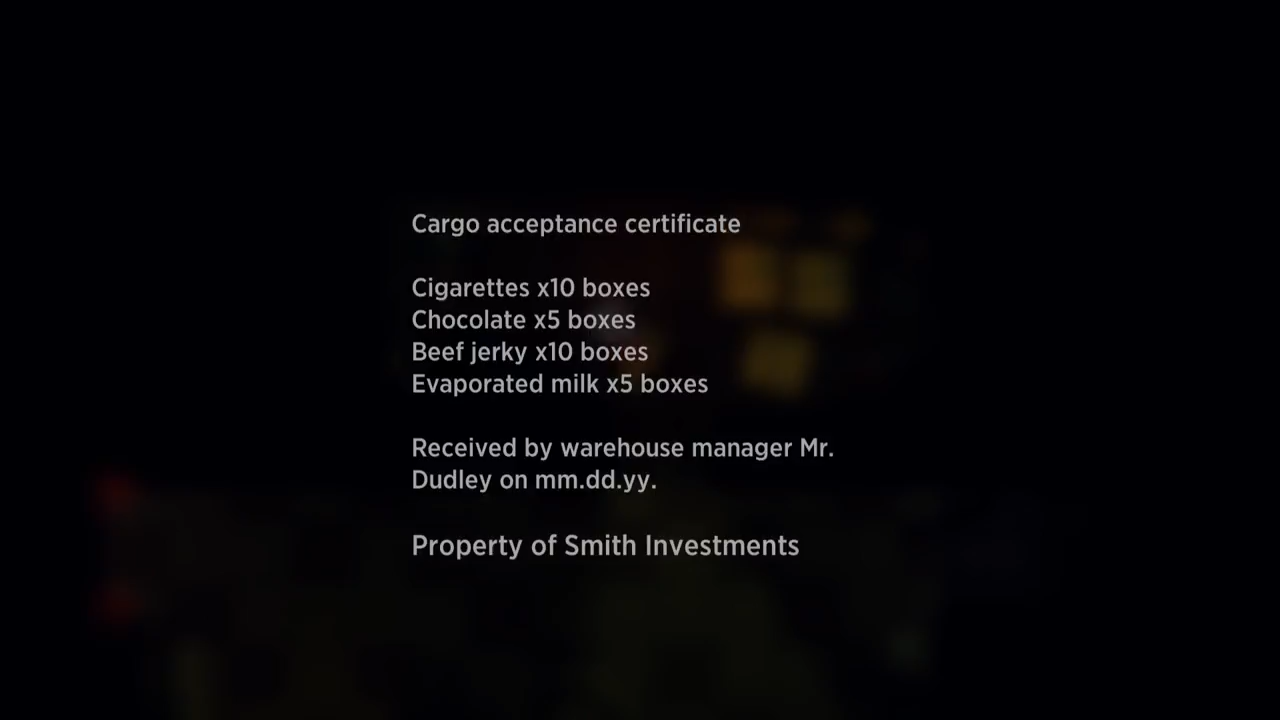 Cargo acceptance certificate
Cigarettes x10 boxes
Chocolate x5 boxes
Beef jerky x10 boxes
Evaporated milk x5 boxes
Received by warehouse manager Mr.
Dudley on mm.dd.yy.
Property of Smith Investments